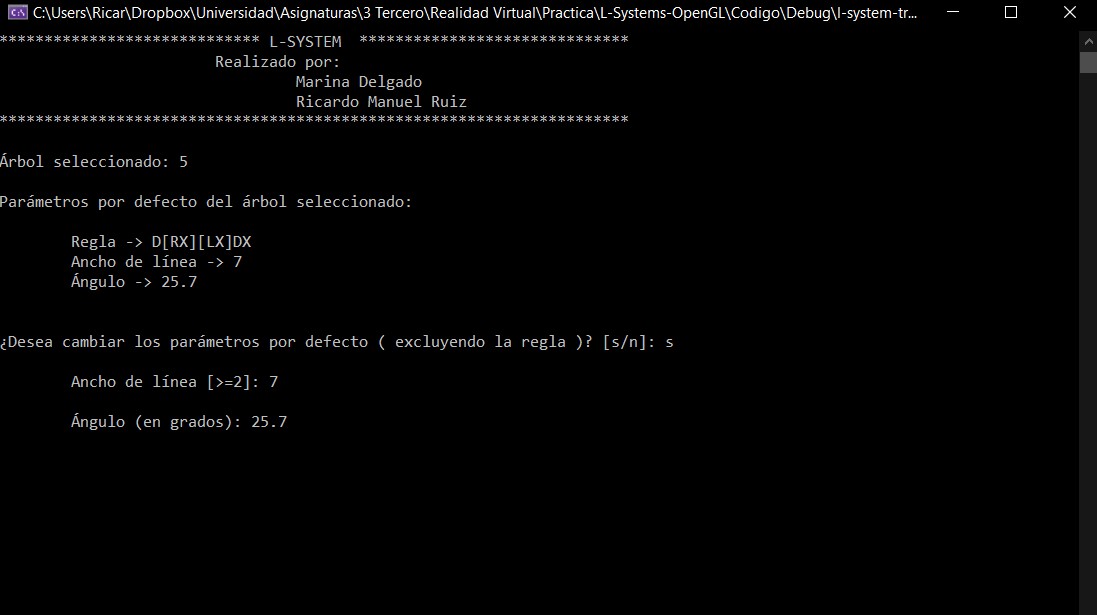 C:\Users\Ricar\Dropbox\Universidad\Asignaturas\3 Tercero\Realidad Virtual\Practica\L-Systems-OpenGL\Codigo\Debug\l-system-tr...
***************************** L-SYSTEM  ******************************
Realizado por:
Marina Delgado
Ricardo Manuel Ruiz
**********************************************************************
Árbol seleccionado: 5
Parámetros por defecto del árbol seleccionado:
Regla -> D[RX][LX]DX
Ancho de línea -> 7
Ángulo -> 25.7
¿Desea cambiar los parámetros por defecto ( excluyendo la regla )? [s/n]: s
Ancho de línea [>=2]: 7
Ángulo (en grados): 25.7